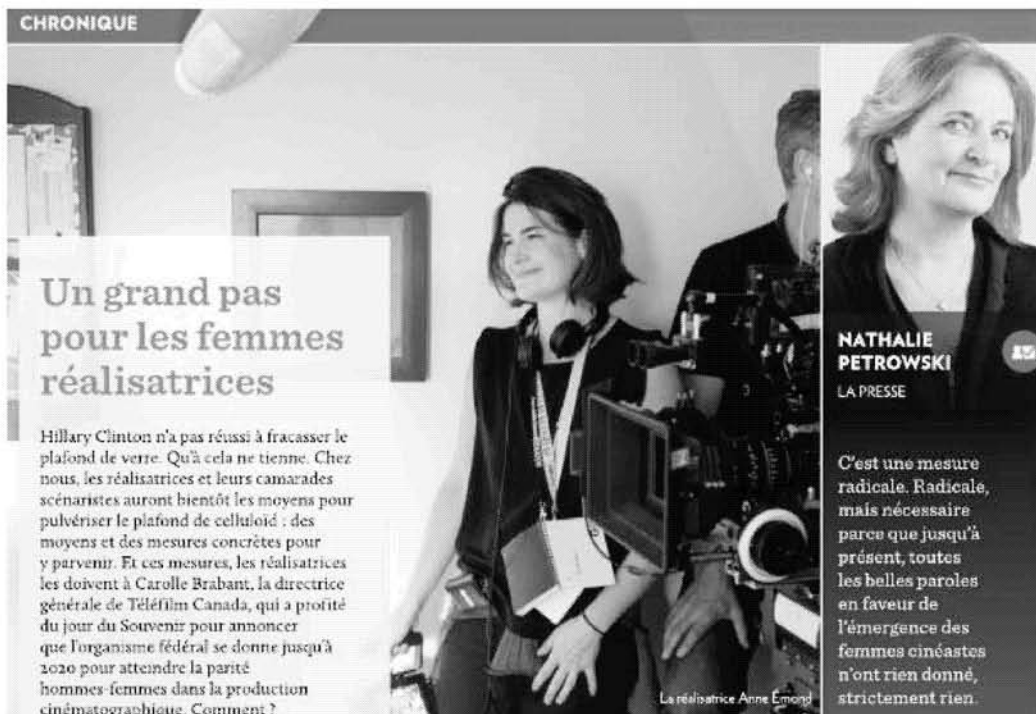 CHRONIQUE
Un grand pas
pour les femmes
réalisatrices
Hillary Clinton n'a pas réussi à fracasser le
plafond de verre. Qu'à cela ne tienne. Chez
nous, les réalisatrices et leurs camarades
scénaristes auront bientôt les moyens pour
pulvériser le plafond de celluloïd : des
moyens et des mesures concrètes pour
y parvenir. Et ces mesures, les réalisatrices
les doivent à Carolle Brabant, la directrice
générale de Téléfilm Canada, qui a profité
du jour du Souvenir pour annoncer
que l'organisme fédéral se donne jusqu'à
2020 pour atteindre la parité
hommes-femmes dans la production
cinématographique. Comment ?
La réalisatrice Anne Émond
NATHALIE
PETROWSKI
LA PRESSE
C'est une mesure
radicale. Radicale,
mais nécessaire
parce que jusqu'à
présent, toutes
les belles paroles
en faveur de
l'émergence des
femmes cinéastes
n'ont rien donné,
strictement rien.